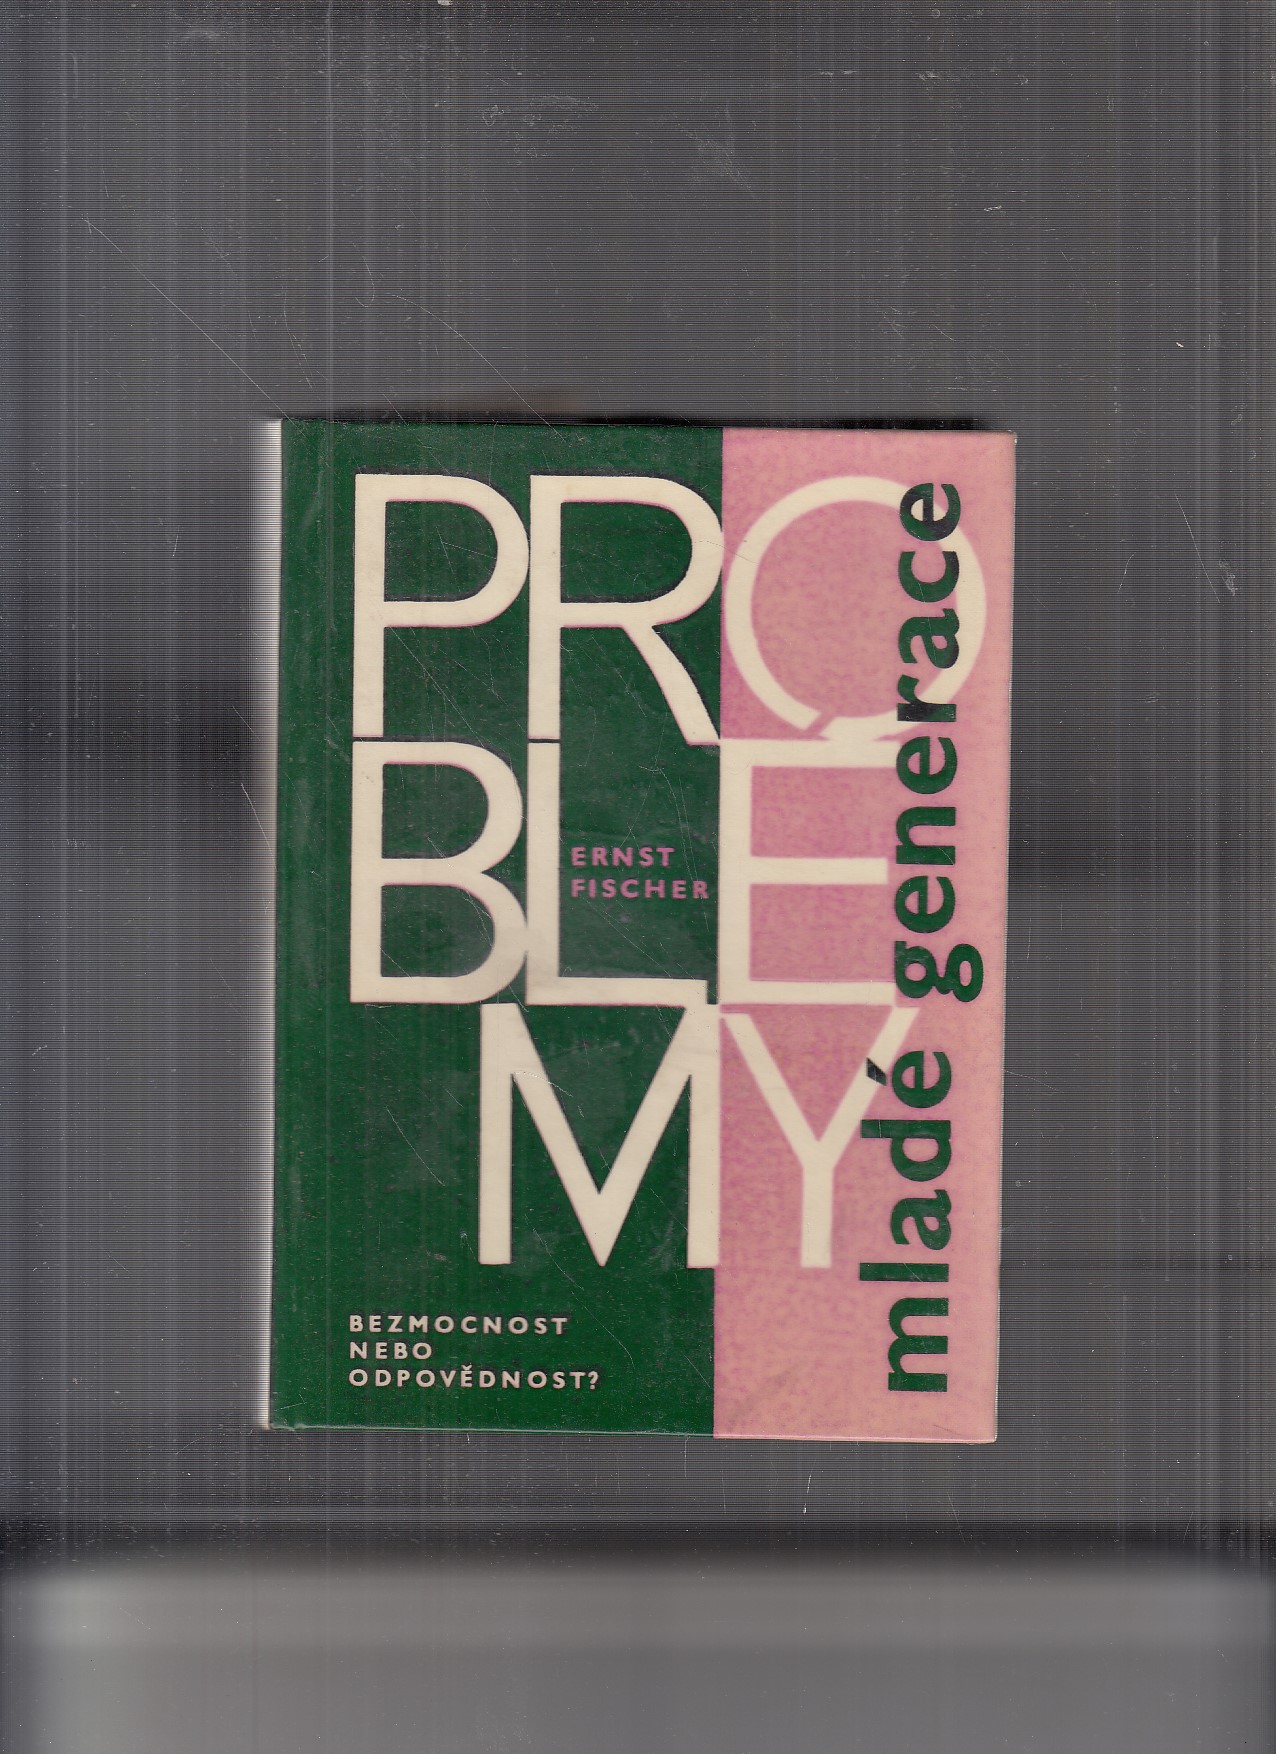 PRO
BLE
MY
mladé generace
ERNST
FISCHER
BEZMOCNOST
NEBO
ODPOVĚDNOST?